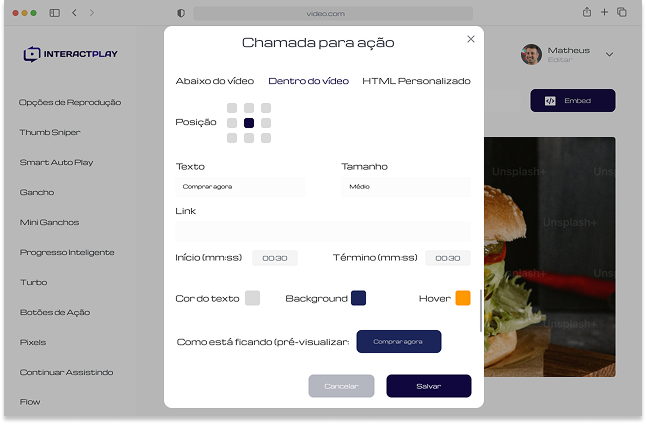 video.com
INTERACTPLAY
Matheus
Editar
Opções de Reprodução
Thumb Sniper
Smart Auto Play
Gancho
Mini Ganchos
Progresso Inteligente
Turbo
Botões de Ação
Pixels
Continuar Assistindo
Flow
Embed
Chamada para ação
Abaixo do vídeo Dentro do vídeo HTML Personalizado
Posição
Texto Tamanho
Comprar agora Médio
Link
Início (mm:ss) 00:30 Término (mm:ss) 00:30
Cor do texto Background Hover
Como está ficando (pré-visualizar: Comprar agora
Cancelar Salvar
Unsplash+
Unsplash+
Unsplash+
Unsplash+